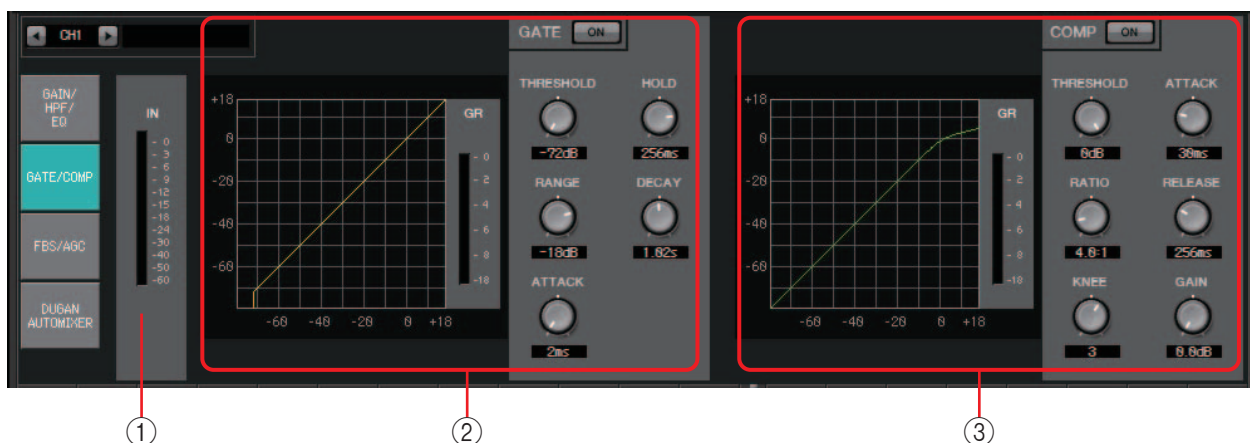 CH1
GAIN/
HPF/
EQ
GATE/COMP
FBS/AGC
DUGAN
AUTOMIXER
IN
0
3
6
9
-12
-15
-18
-24
-30
-40
-50
-60
+18
0
-20
-40
-60
-60 -40 -20 0 +18
GR
0
2
4
6
8
-18
GATE ON
THRESHOLD HOLD
-72dB 256ms
RANGE DECAY
-18dB 1.02s
ATTACK
2ms
+18
0
-20
-40
-60
-60 -40 -20 0 +18
GR
0
2
4
6
8
-18
COMP ON
THRESHOLD ATTACK
0dB 30ms
RATIO RELEASE
4.0:1 256ms
KNEE GAIN
3 0.0dB
① ② ③